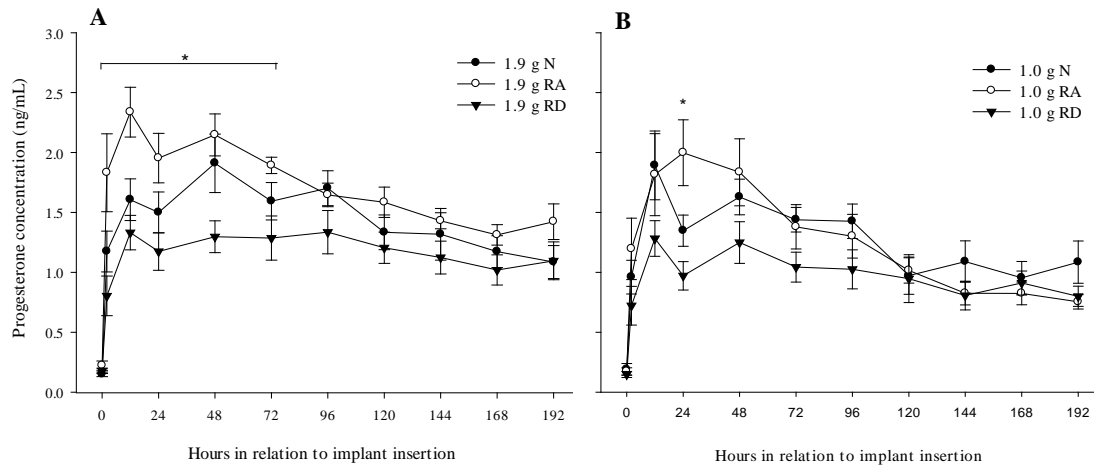 A
B
3.0
2.5
2.0
1.5
1.0
0.5
0.0
Progesterone concentration (ng/mL)
*
1.9 g N
1.9 g RA
1.9 g RD
*
1.0 g N
1.0 g RA
1.0 g RD
0 24 48 72 96 120 144 168 192
0 24 48 72 96 120 144 168 192
Hours in relation to implant insertion
Hours in relation to implant insertion